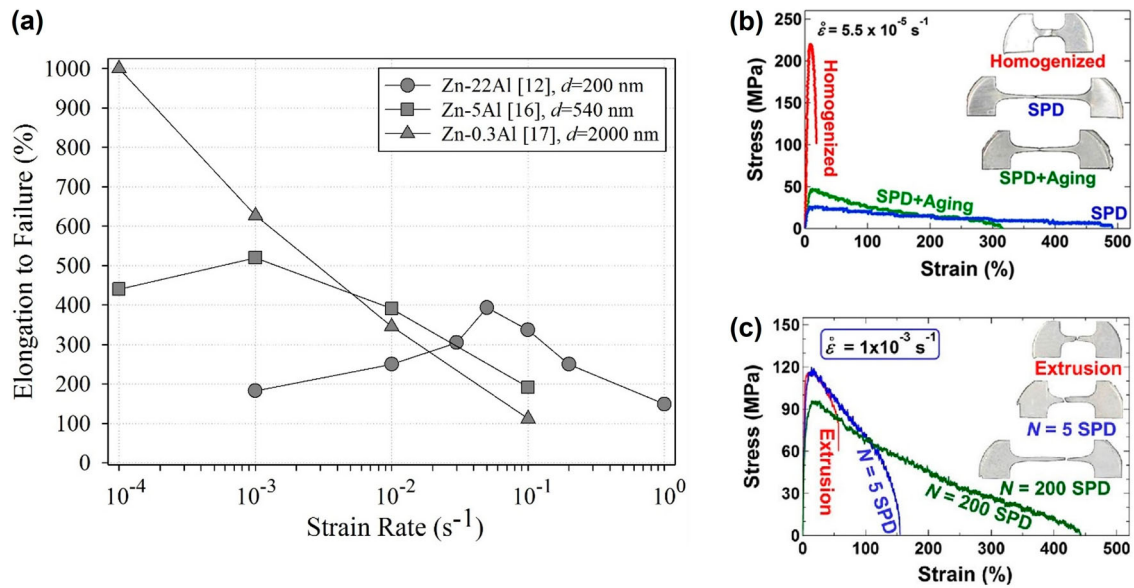 (a)
Elongation to Failure (%)
1000
900
800
700
600
500
400
300
200
100
0
Zn-22Al [12], d=200 nm
Zn-5Al [16], d=540 nm
Zn-0.3Al [17], d=2000 nm
10⁻⁴
10⁻³
10⁻²
10⁻¹
10⁰
Strain Rate (s⁻¹)
(b)
Stress (MPa)
250
200
150
100
50
0
ε̊ = 5.5 x 10⁻⁵ s⁻¹
Homogenized
Homogenized
SPD
SPD+Aging
SPD+Aging
SPD
0 100 200 300 400 500
Strain (%)
(c)
Stress (MPa)
150
120
90
60
30
0
ε̊ = 1x10⁻³ s⁻¹
Extrusion
N = 5 SPD
N = 200 SPD
Extrusion
N = 5 SPD
N = 200 SPD
0 100 200 300 400 500
Strain (%)